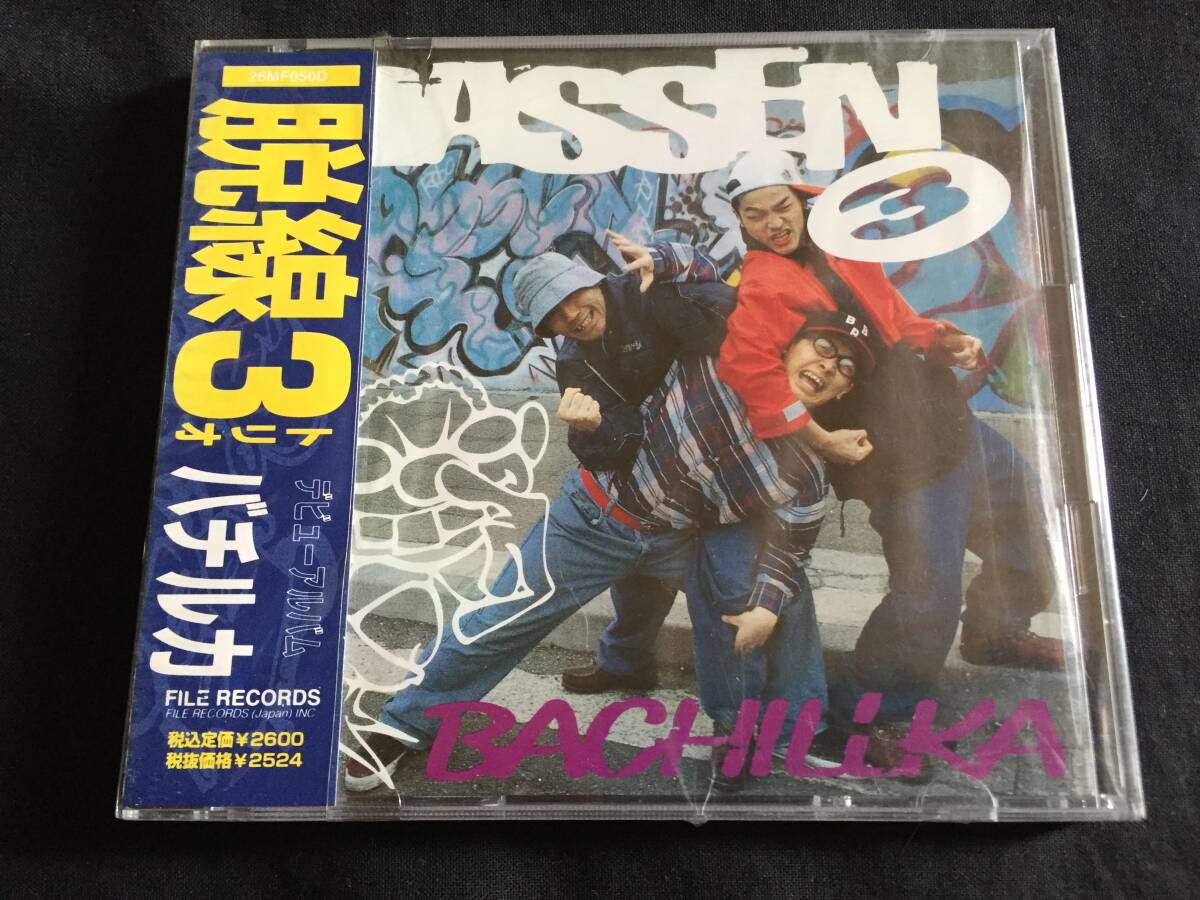 26MF050D
脱線3
トリオ
バチルカ
デビューアルバム
FILE RECORDS
FILE RECORDS (Japan) INC
税込定価¥2600
税抜価格¥2524
ASSEN
3
BBP
BACHILiKA